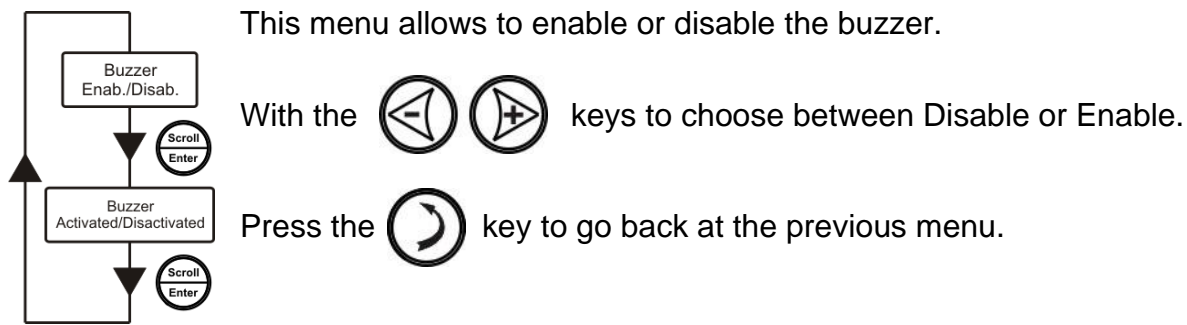 This menu allows to enable or disable the buzzer.
Buzzer
Enab./Disab.
With the - + keys to choose between Disable or Enable.
Scroll
Enter
Buzzer
Activated/Disactivated
Press the key to go back at the previous menu.
Scroll
Enter